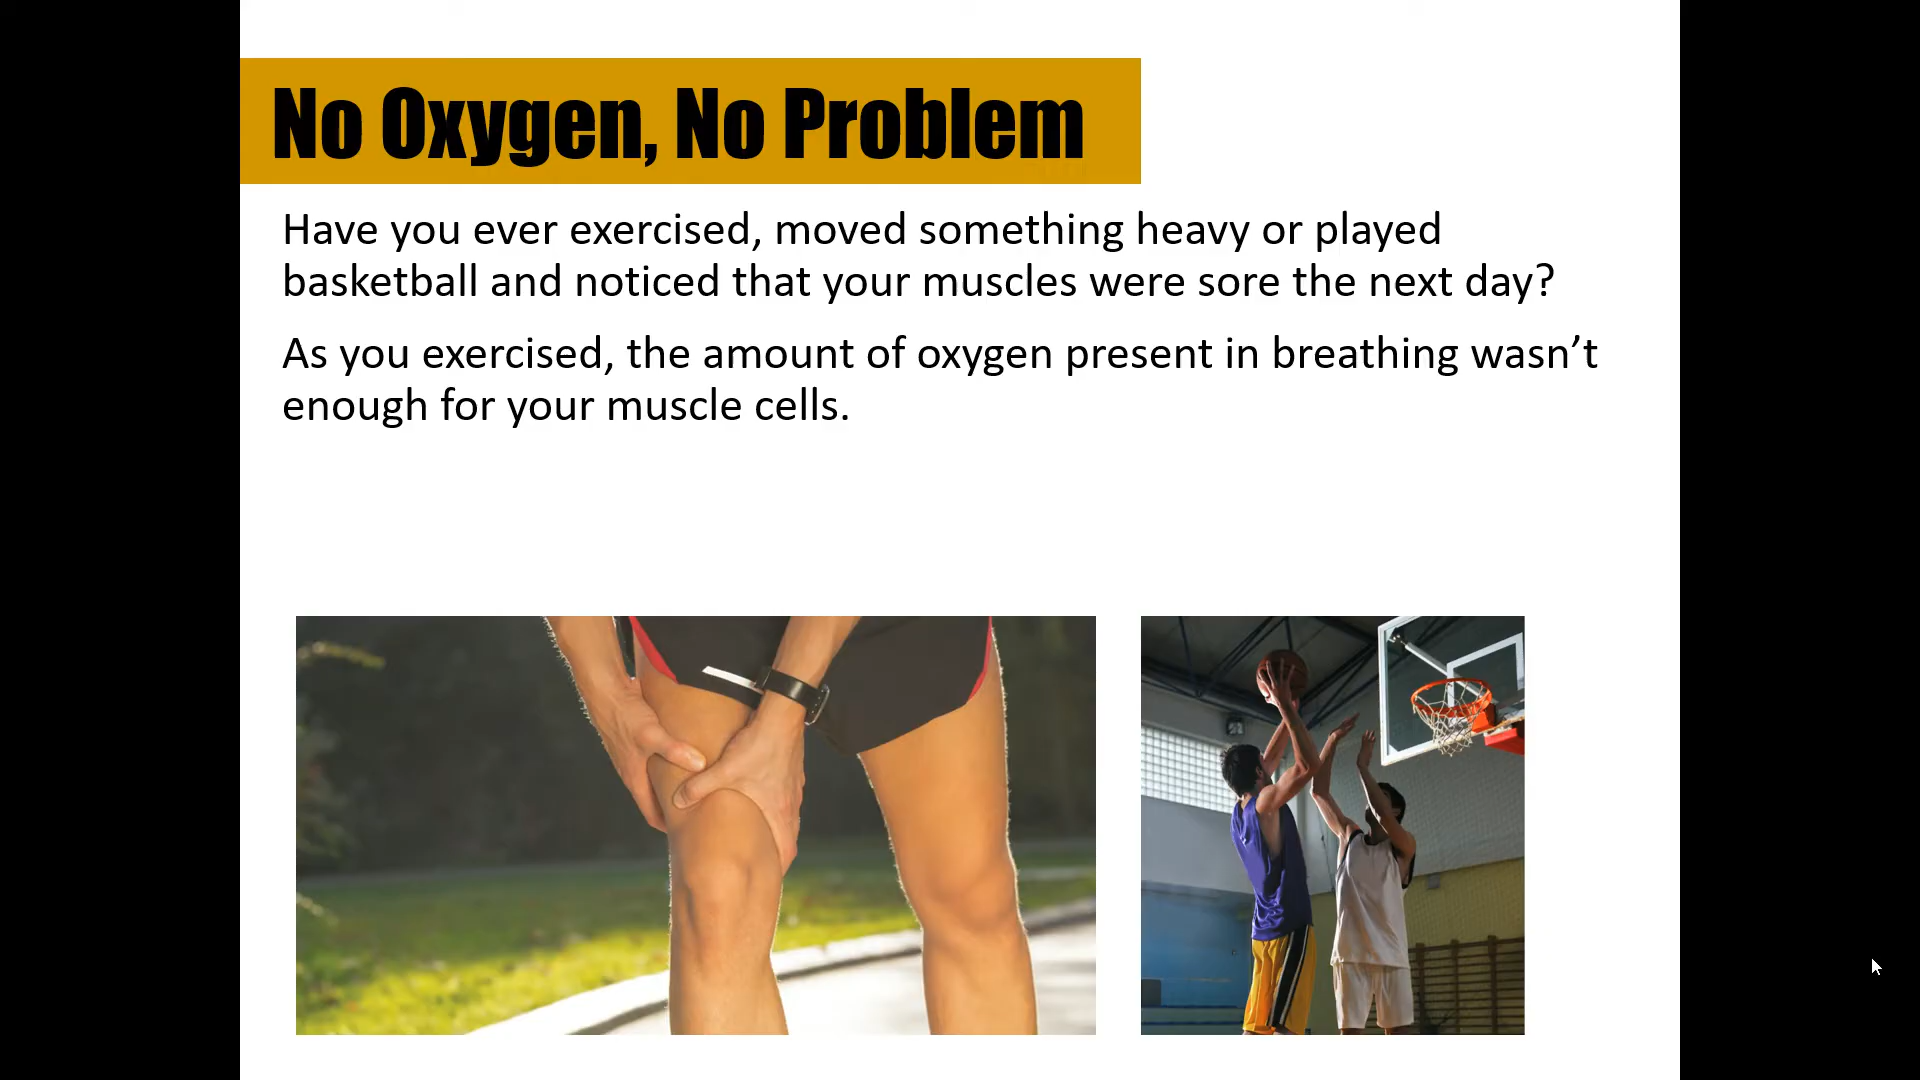 No Oxygen, No Problem
Have you ever exercised, moved something heavy or played
basketball and noticed that your muscles were sore the next day?
As you exercised, the amount of oxygen present in breathing wasn’t
enough for your muscle cells.